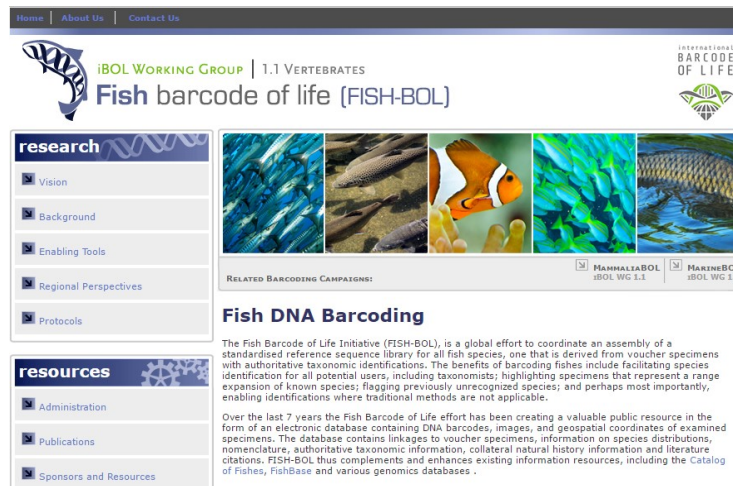 Home | About Us | Contact Us
iBOL Working Group | 1.1 Vertebrates
Fish barcode of life (FISH-BOL)
international
BARCODE
OF LIFE
research
Vision
Background
Enabling Tools
Regional Perspectives
Protocols
resources
Administration
Publications
Sponsors and Resources
Related Barcoding Campaigns:
MammaliaBOL
iBOL WG 1.1
MarineBO
iBOL WG 1
Fish DNA Barcoding
The Fish Barcode of Life Initiative (FISH-BOL), is a global effort to coordinate an assembly of a
standardised reference sequence library for all fish species, one that is derived from voucher specimens
with authoritative taxonomic identifications. The benefits of barcoding fishes include facilitating species
identification for all potential users, including taxonomists; highlighting specimens that represent a range
expansion of known species; flagging previously unrecognized species; and perhaps most importantly,
enabling identifications where traditional methods are not applicable.
Over the last 7 years the Fish Barcode of Life effort has been creating a valuable public resource in the
form of an electronic database containing DNA barcodes, images, and geospatial coordinates of examined
specimens. The database contains linkages to voucher specimens, information on species distributions,
nomenclature, authoritative taxonomic information, collateral natural history information and literature
citations. FISH-BOL thus complements and enhances existing information resources, including the Catalog
of Fishes, FishBase and various genomics databases .